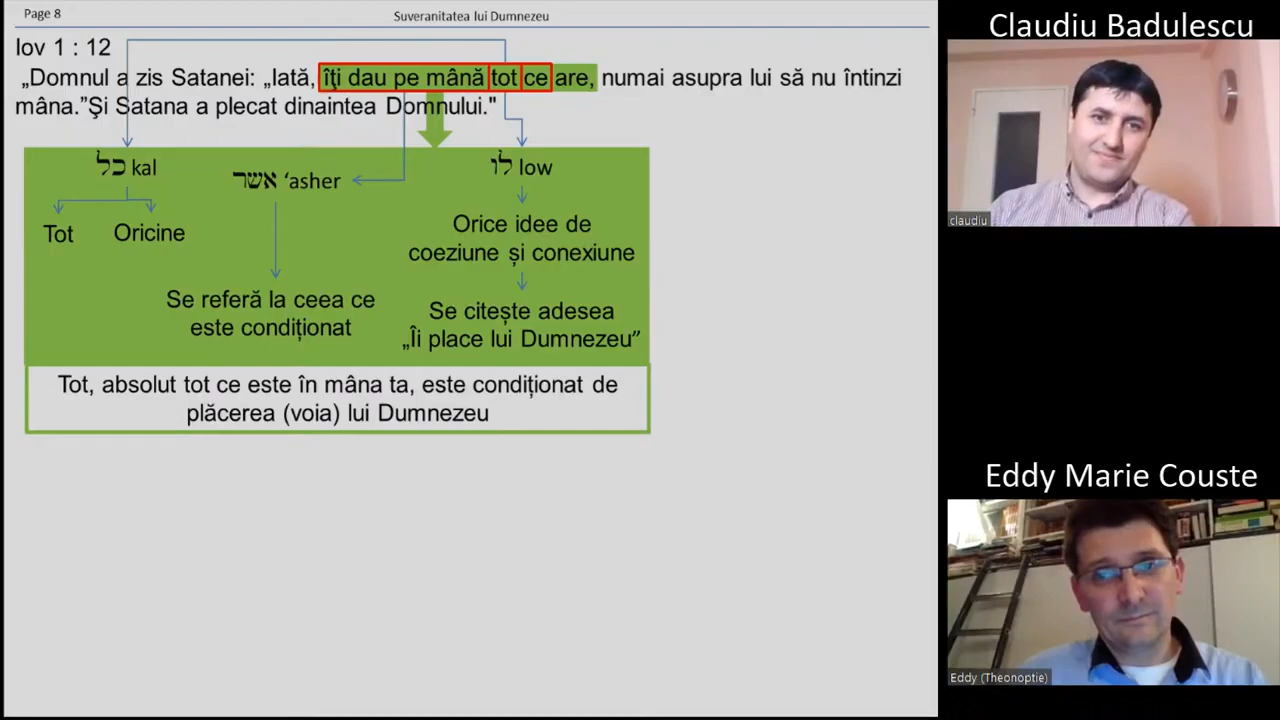 Page 8
Suveranitatea lui Dumnezeu
Iov 1 : 12
„Domnul a zis Satanei: „Iată, îţi dau pe mână tot ce are, numai asupra lui să nu întinzi
mâna.”Şi Satana a plecat dinaintea Domnului."
כל kal
אשר ‘asher
לו low
Tot
Oricine
Orice idee de
coeziune și conexiune
Se referă la ceea ce
este condiționat
Se citește adesea
„Îi place lui Dumnezeu”
Tot, absolut tot ce este în mâna ta, este condiționat de
plăcerea (voia) lui Dumnezeu
Claudiu Badulescu
claudiu
Eddy Marie Couste
Eddy (Theonoptie)